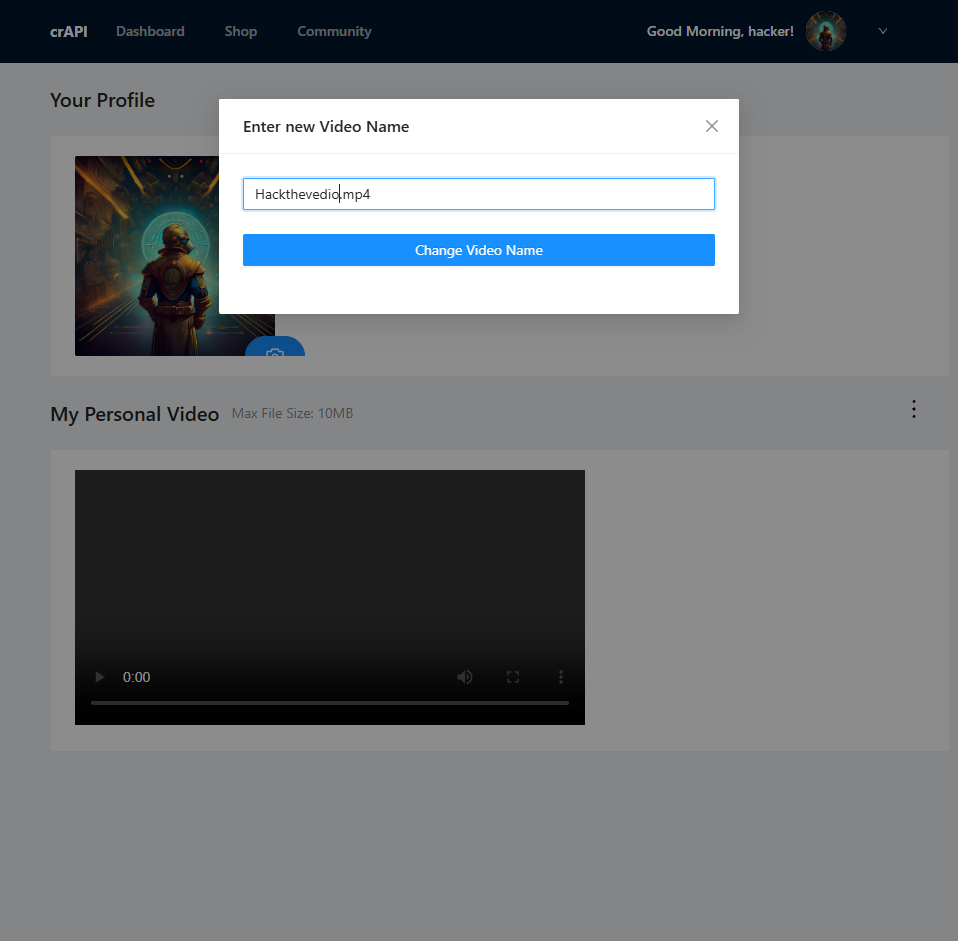 crAPI Dashboard Shop Community Good Morning, hacker!
Your Profile
Enter new Video Name
Hackthevedio.mp4
Change Video Name
My Personal Video Max File Size: 10MB
0:00